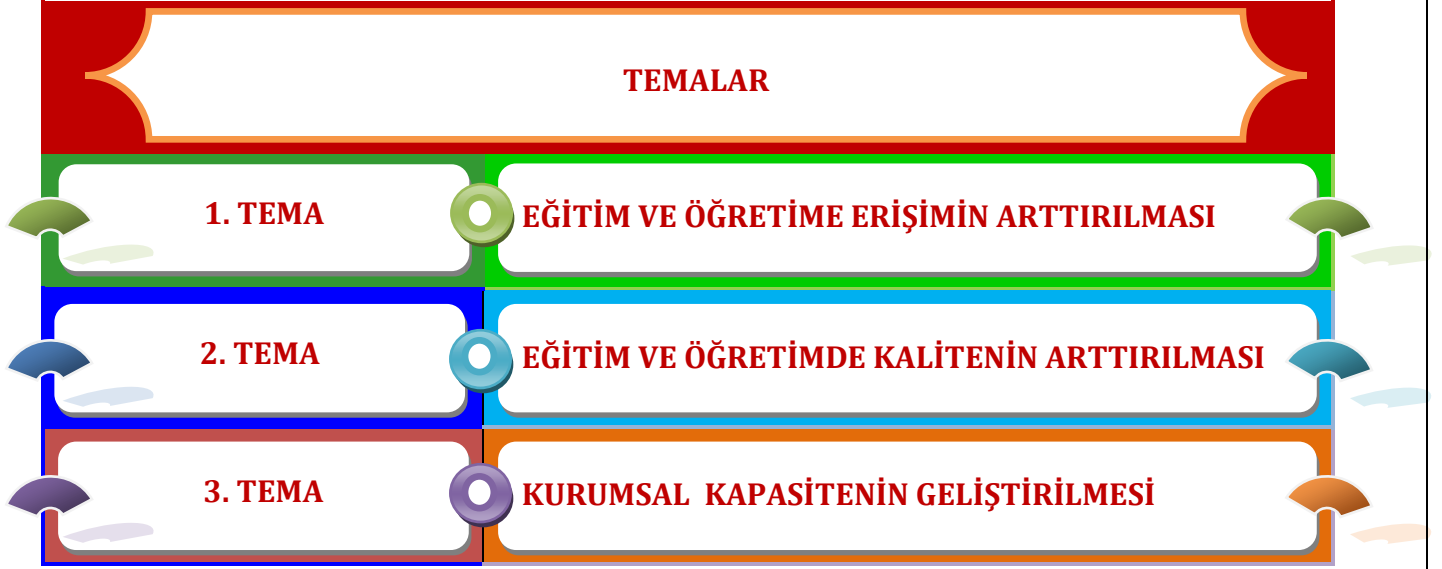 TEMALAR
1. TEMA
EĞİTİM VE ÖĞRETİME ERİŞİMİN ARTTIRILMASI
2. TEMA
EĞİTİM VE ÖĞRETİMDE KALİTENİN ARTTIRILMASI
3. TEMA
KURUMSAL  KAPASİTENİN GELİŞTİRİLMESİ